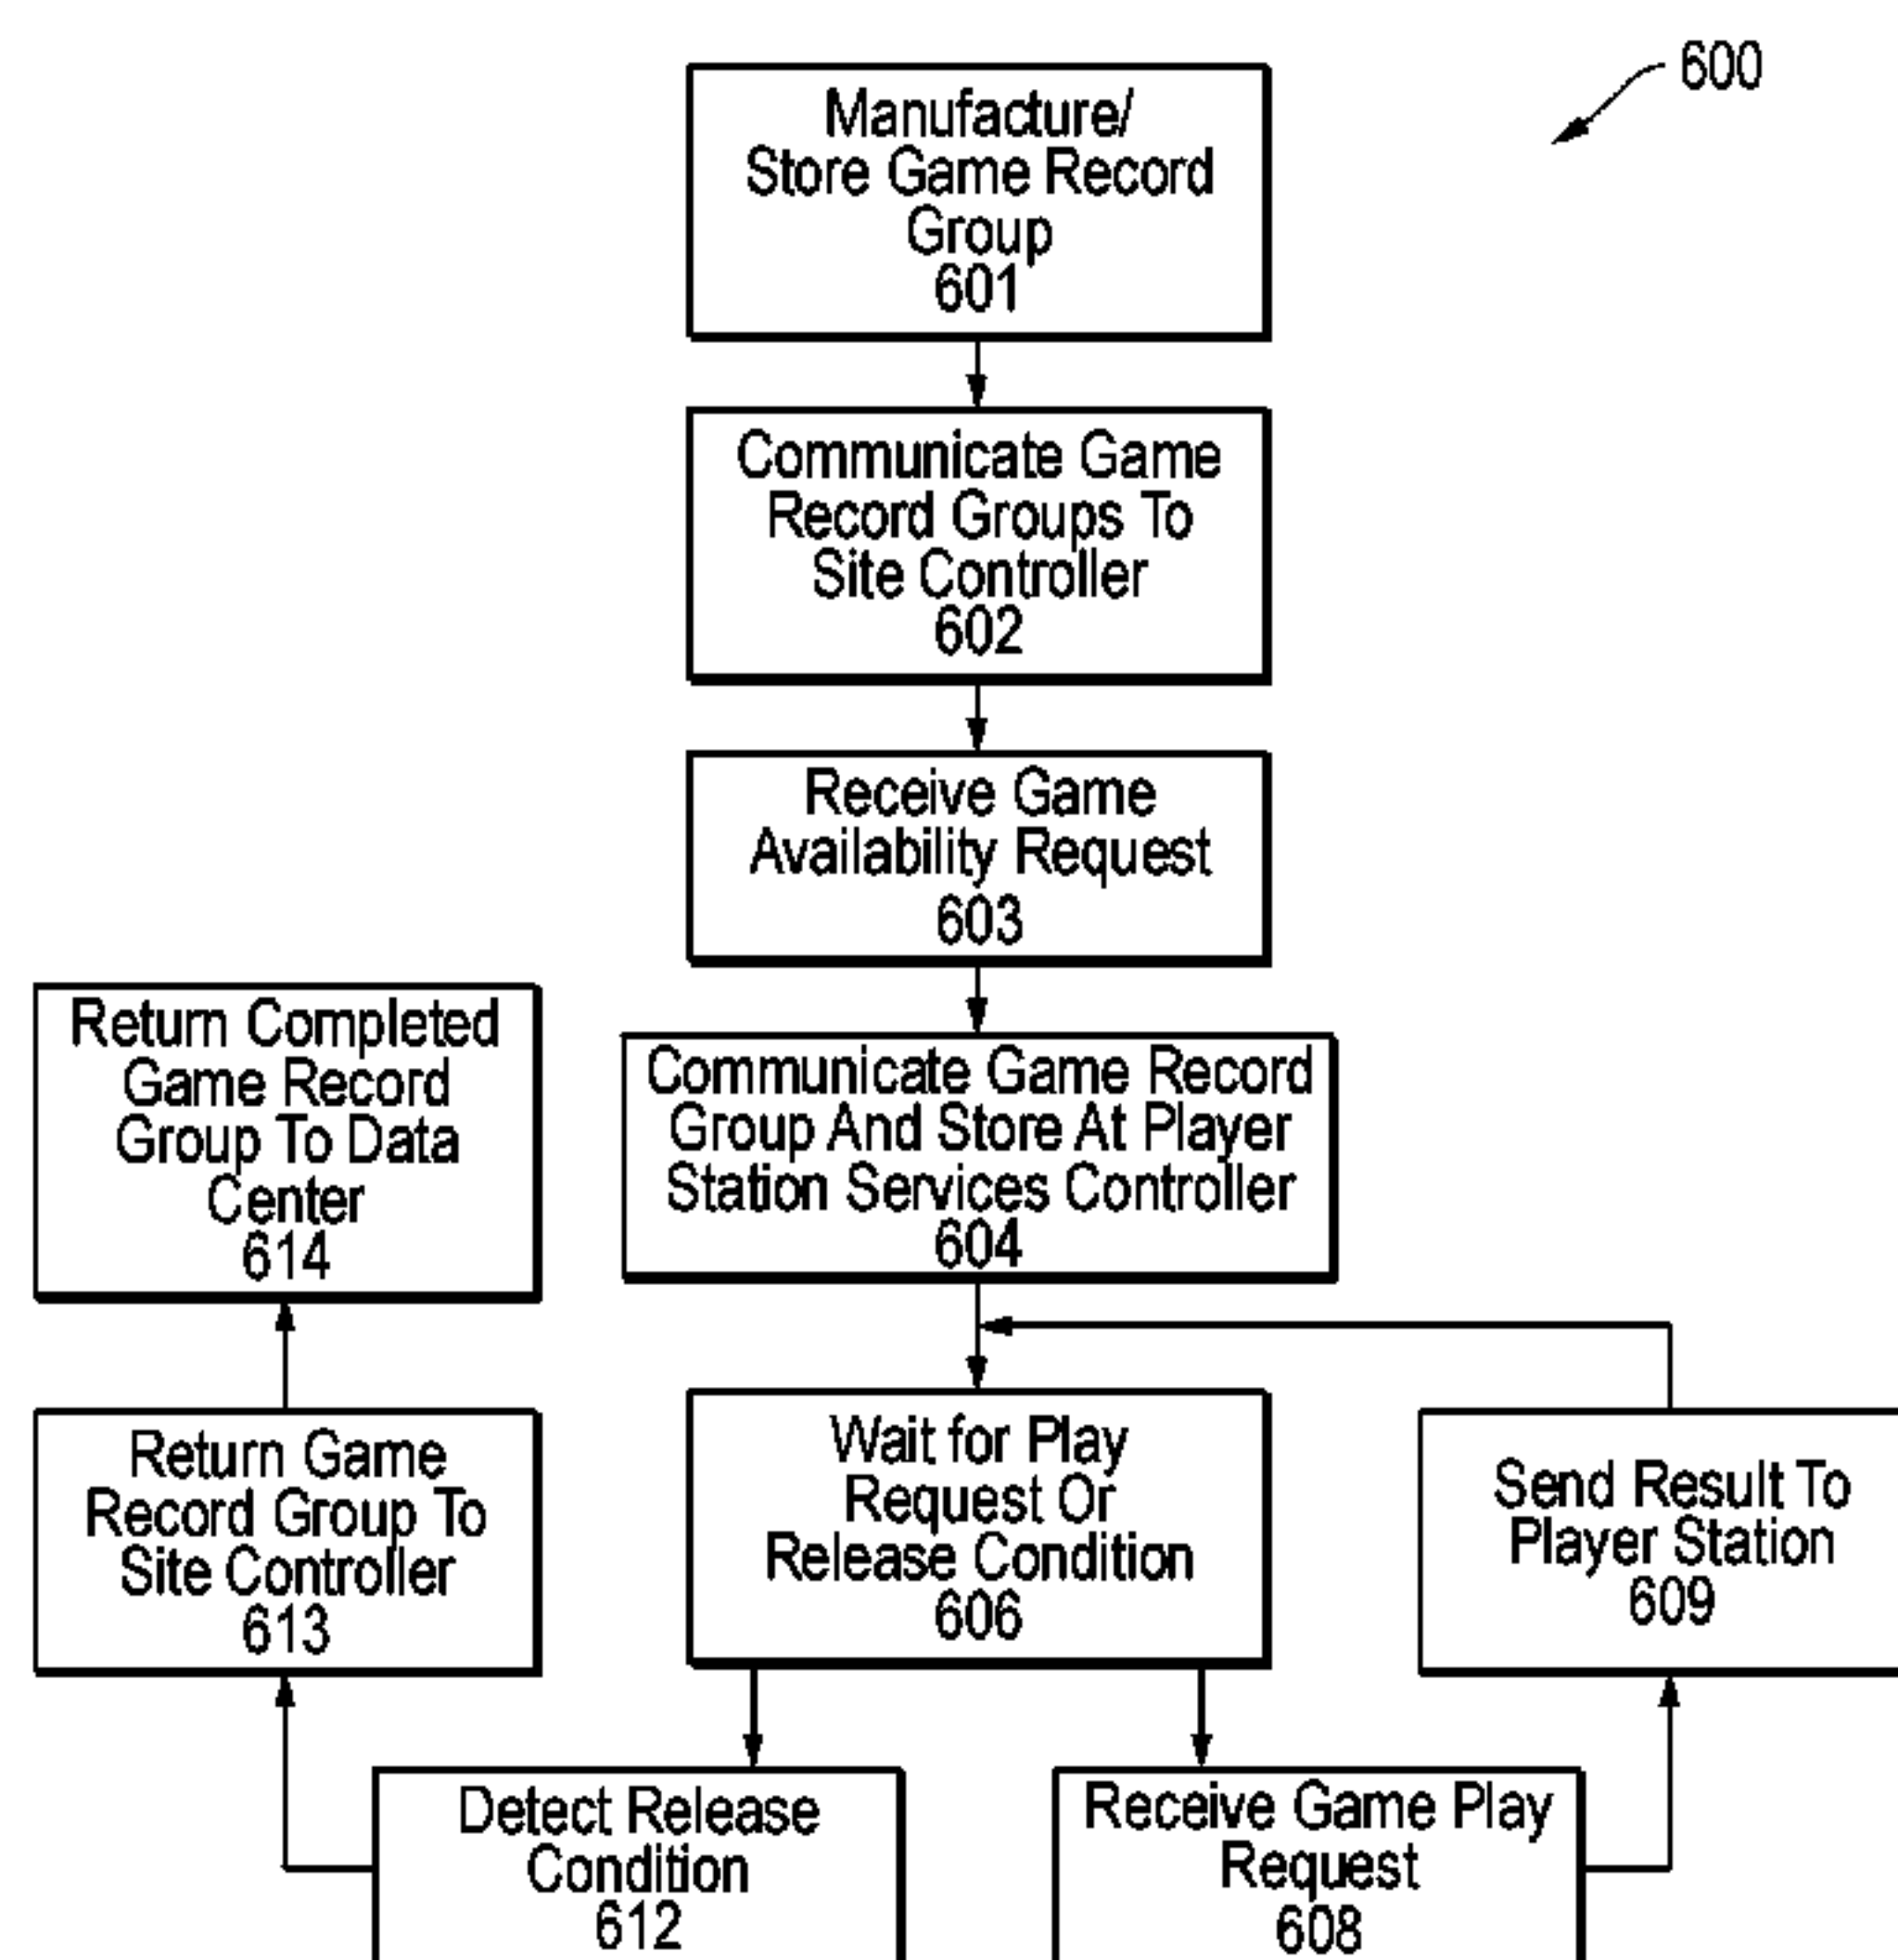 600
Manufacture/
Store Game Record
Group
601
Communicate Game
Record Groups To
Site Controller
602
Receive Game
Availability Request
603
Communicate Game Record
Group And Store At Player
Station Services Controller
604
Return Completed
Game Record
Group To Data
Center
614
Return Game
Record Group To
Site Controller
613
Wait for Play
Request Or
Release Condition
606
Send Result To
Player Station
609
Detect Release
Condition
612
Receive Game Play
Request
608